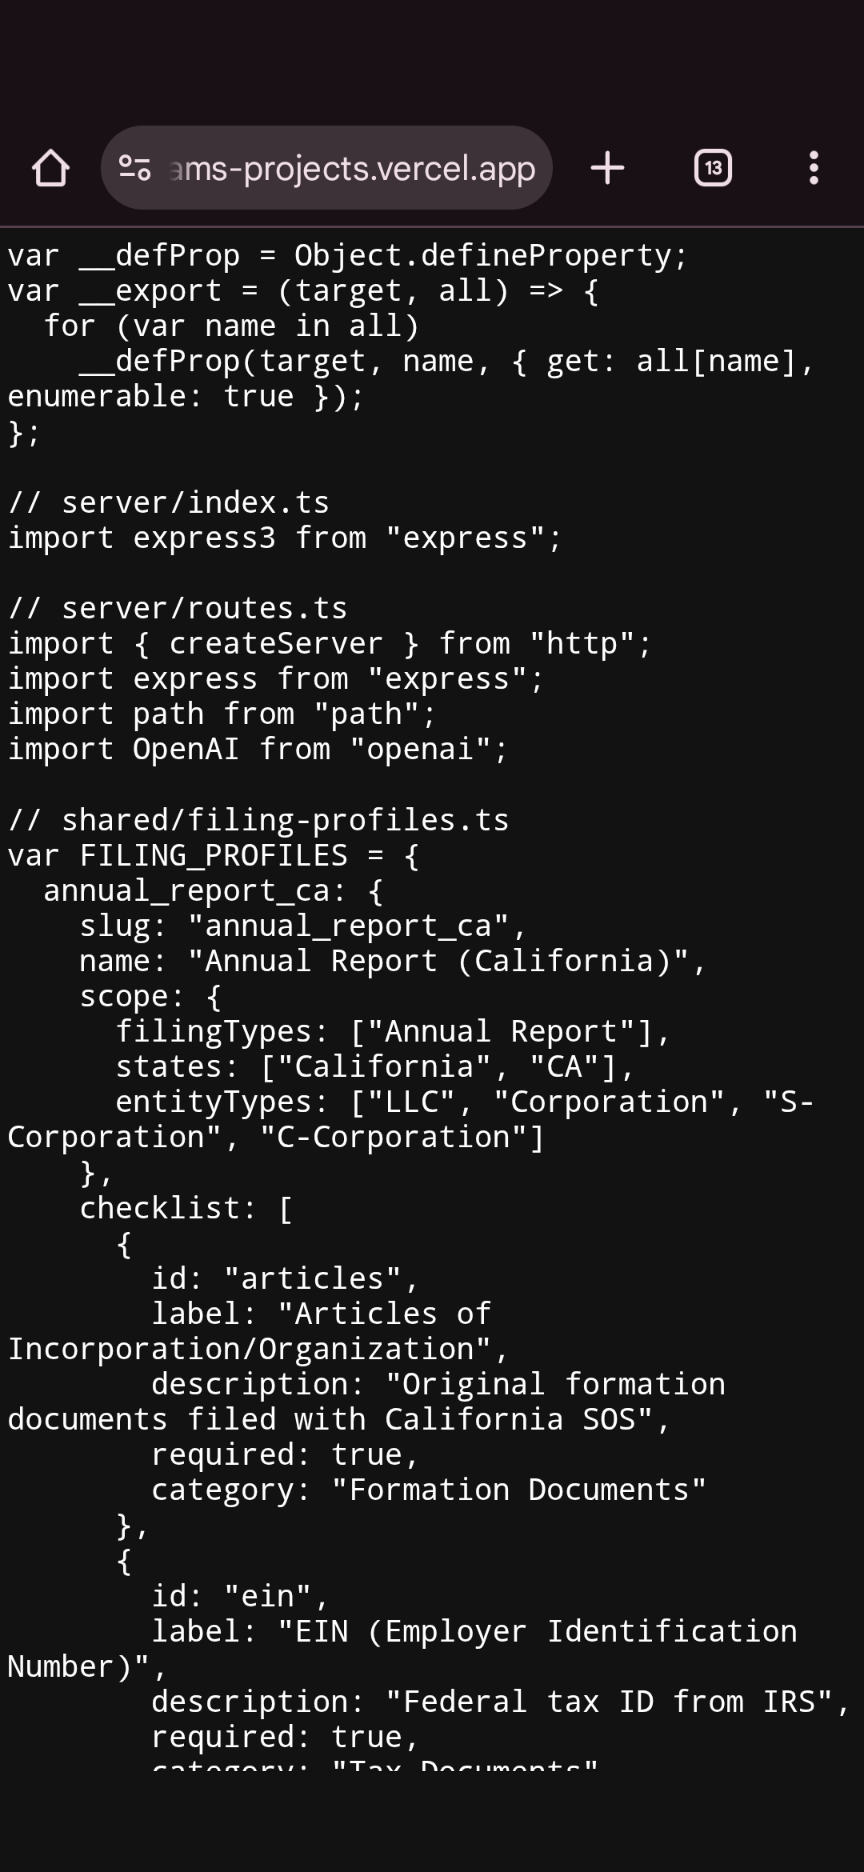 ams-projects.vercel.app
13
var __defProp = Object.defineProperty;
var __export = (target, all) => {
  for (var name in all)
    __defProp(target, name, { get: all[name],
enumerable: true });
};

// server/index.ts
import express3 from "express";

// server/routes.ts
import { createServer } from "http";
import express from "express";
import path from "path";
import OpenAI from "openai";

// shared/filing-profiles.ts
var FILING_PROFILES = {
  annual_report_ca: {
    slug: "annual_report_ca",
    name: "Annual Report (California)",
    scope: {
      filingTypes: ["Annual Report"],
      states: ["California", "CA"],
      entityTypes: ["LLC", "Corporation", "S-
Corporation", "C-Corporation"]
    },
    checklist: [
      {
        id: "articles",
        label: "Articles of
Incorporation/Organization",
        description: "Original formation
documents filed with California SOS",
        required: true,
        category: "Formation Documents"
      },
      {
        id: "ein",
        label: "EIN (Employer Identification
Number)",
        description: "Federal tax ID from IRS",
        required: true,
        category: "Tax Documents"